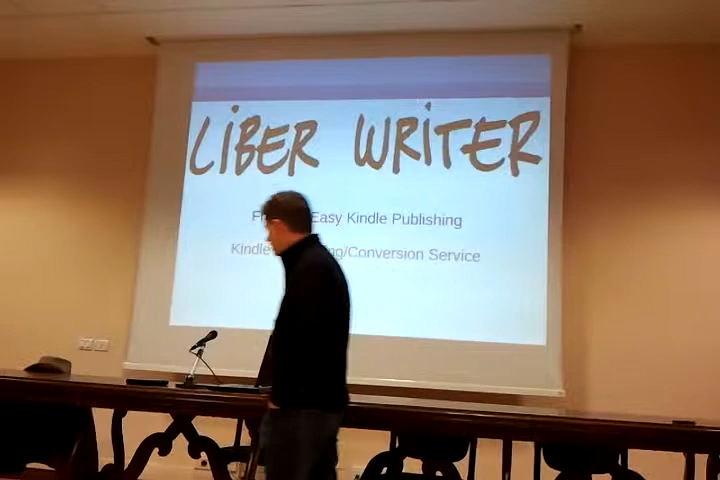 LIBER WRITER
Easy Kindle Publishing
Kindle /Conversion Service